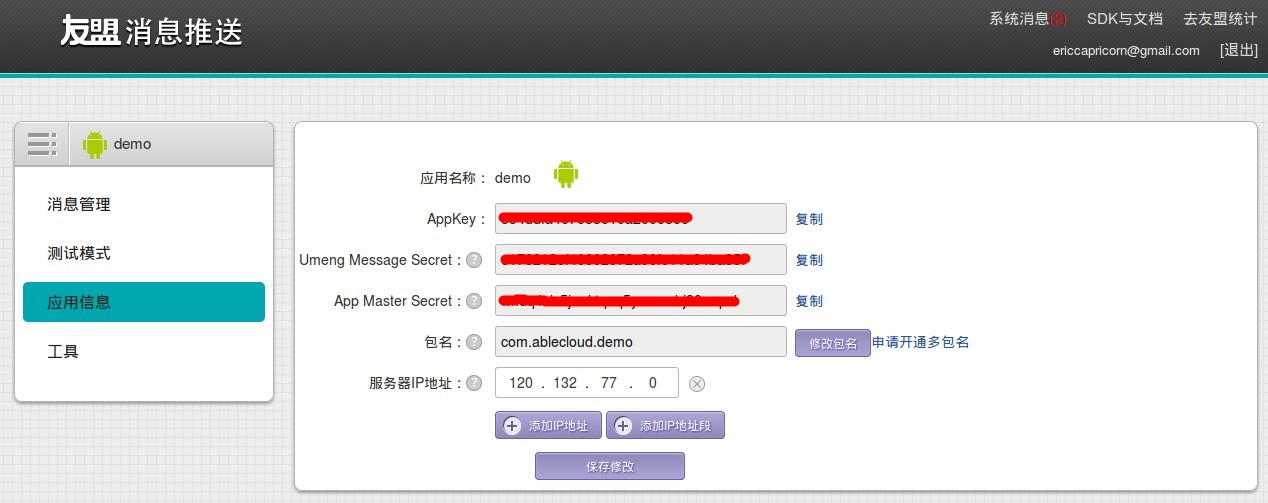 友盟 消息推送
系统消息(2) SDK与文档 去友盟统计
ericcapricorn@gmail.com [退出]
demo
消息管理
测试模式
应用信息
工具
应用名称： demo
AppKey： 复制
Umeng Message Secret： ? 复制
App Master Secret： ? 复制
包名： ? com.ablecloud.demo 修改包名 申请开通多包名
服务器IP地址： ? 120 . 132 . 77 . 0
添加IP地址 添加IP地址段
保存修改